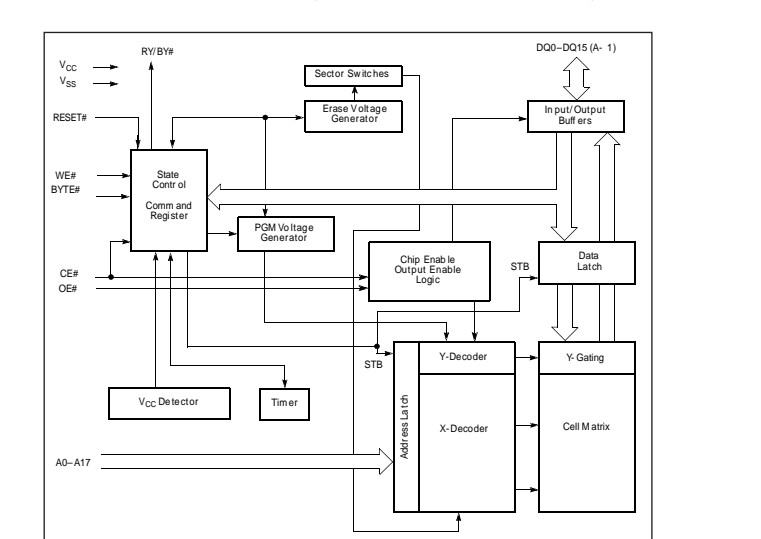 RY/BY#
DQ0–DQ15 (A-1)
VCC
VSS
Sector Switches
RESET#
Erase Voltage
Generator
Input/Output
Buffers
WE#
BYTE#
State
Control
Command
Register
PGM Voltage
Generator
Chip Enable
Output Enable
Logic
STB
Data
Latch
CE#
OE#
STB
Y-Decoder
Y-Gating
VCC Detector
Timer
Address Latch
X-Decoder
Cell Matrix
A0–A17